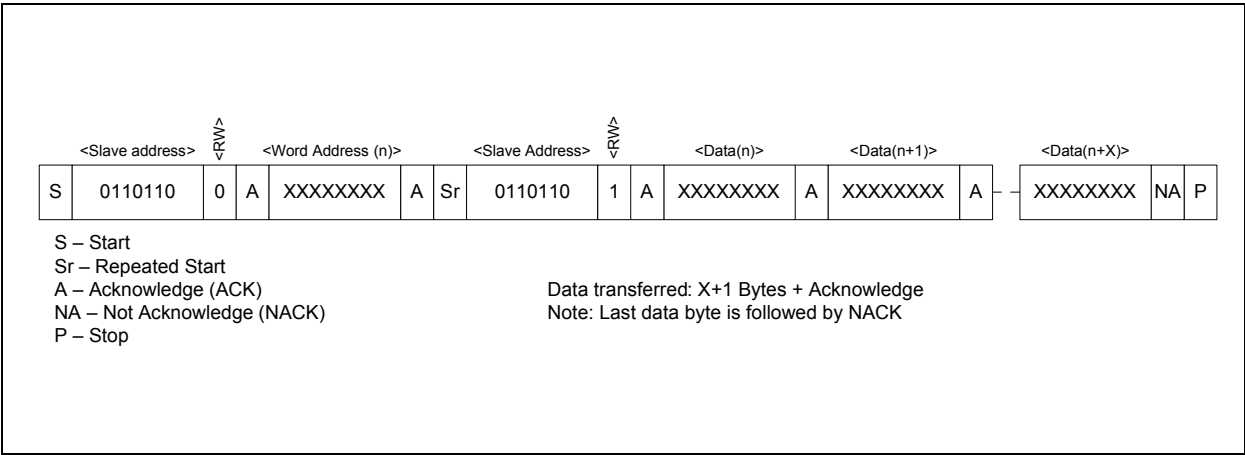 <Slave address> <RW> <Word Address (n)> <Slave Address> <RW> <Data(n)> <Data(n+1)> <Data(n+X)>
S 0110110 0 A XXXXXXXX A Sr 0110110 1 A XXXXXXXX A XXXXXXXX A XXXXXXXX NA P
S – Start
Sr – Repeated Start
A – Acknowledge (ACK)
NA – Not Acknowledge (NACK)
P – Stop
Data transferred: X+1 Bytes + Acknowledge
Note: Last data byte is followed by NACK